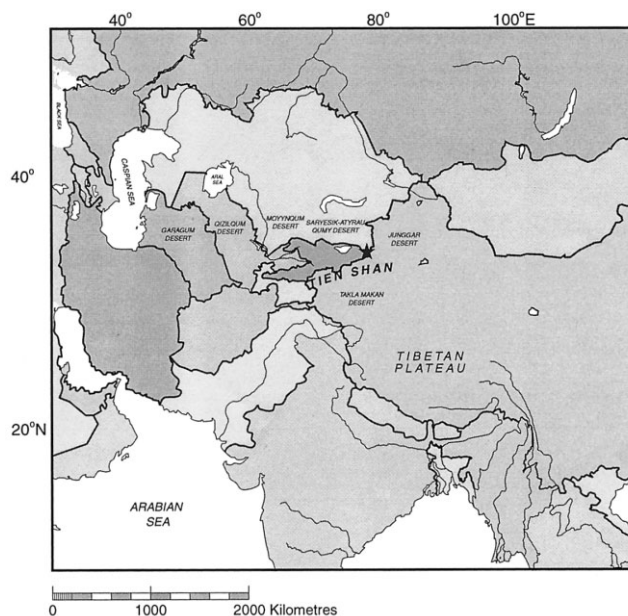 40° 60° 80° 100°E
BLACK SEA
CASPIAN SEA
ARAL
SEA
40°
GARAGUM
DESERT
QIZILQUM
DESERT
MOYYNQUM
DESERT
SARYESIK-ATYRAU
QUMY DESERT
JUNGGAR
DESERT
TIEN SHAN
TAKLA MAKAN
DESERT
TIBETAN
PLATEAU
20°N
ARABIAN
SEA
0 1000 2000 Kilometres